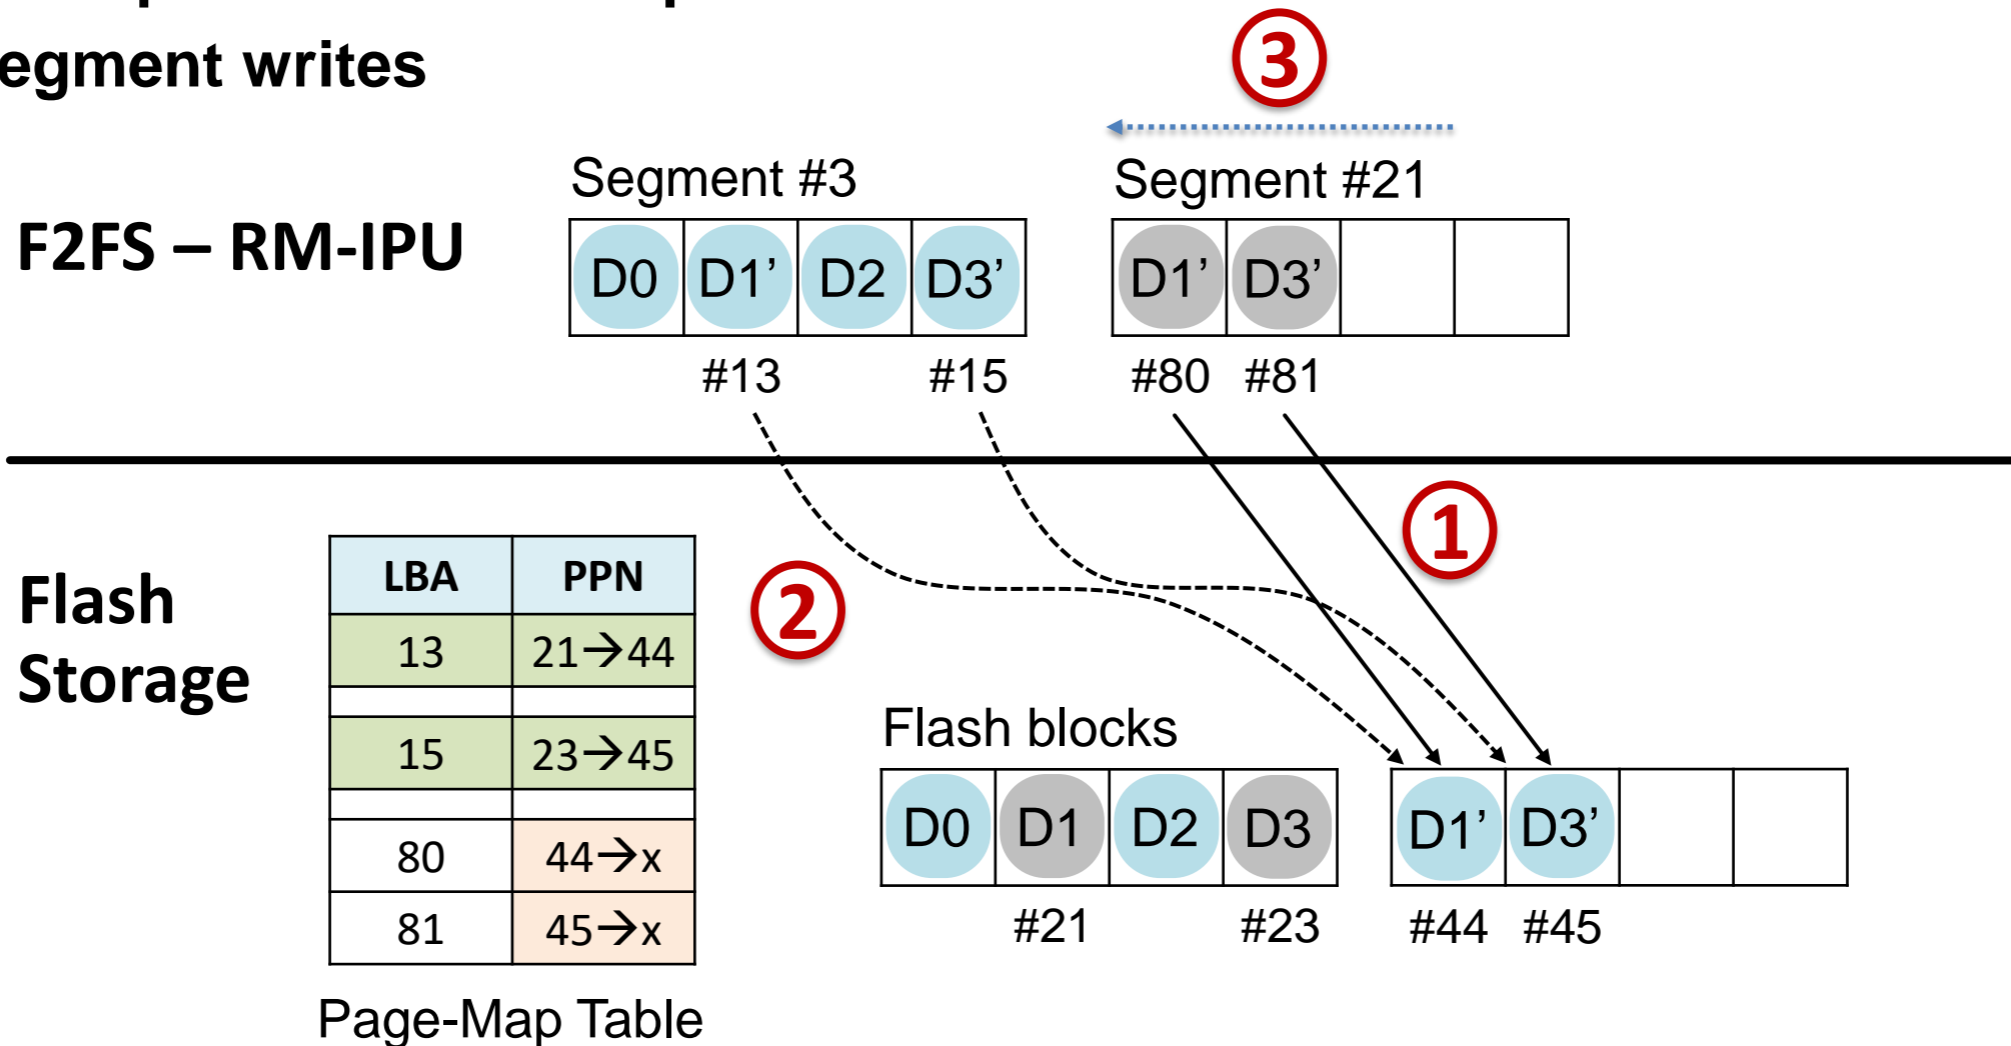 egment writes
3
Segment #3
Segment #21
F2FS – RM-IPU
D0 D1’ D2 D3’
D1’ D3’
#13 #15 #80 #81
1
2
Flash
Storage
LBA PPN
13 21→44
15 23→45
80 44→x
81 45→x
Page-Map Table
Flash blocks
D0 D1 D2 D3
D1’ D3’
#21 #23 #44 #45